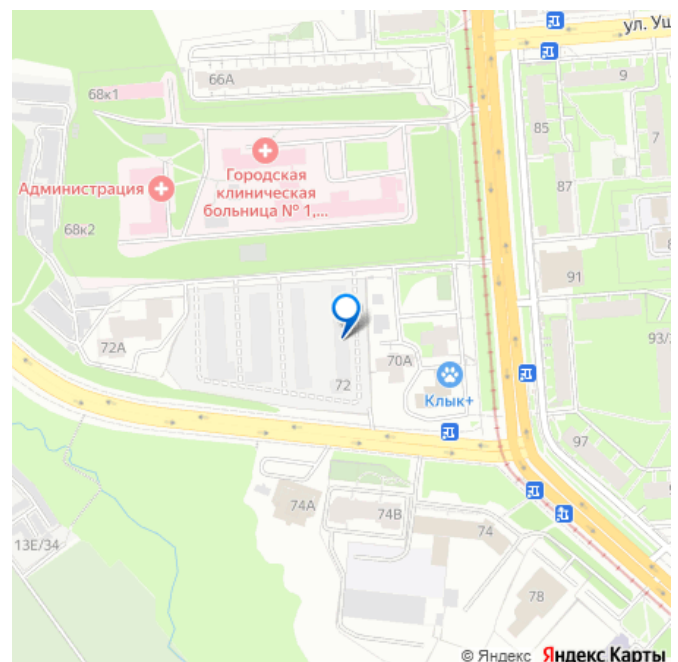 ул. Уш
66А
9
68к1
85
7
Городская
клиническая
больница № 1,...
Администрация
87
68к2
91
72А
70А
93/
72
Клык+
97
74А
74В
74
13Е/34
78
© Яндекс Яндекс Карты